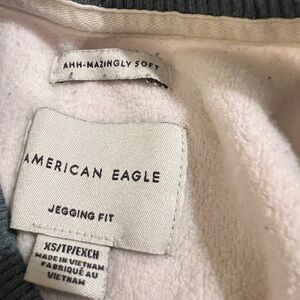 AHH-MAZINGLY SOFT
AMERICAN EAGLE
JEGGING FIT
XS/TP/EXCH
MADE IN VIETNAM
FABRIQUÉ AU
VIETNAM